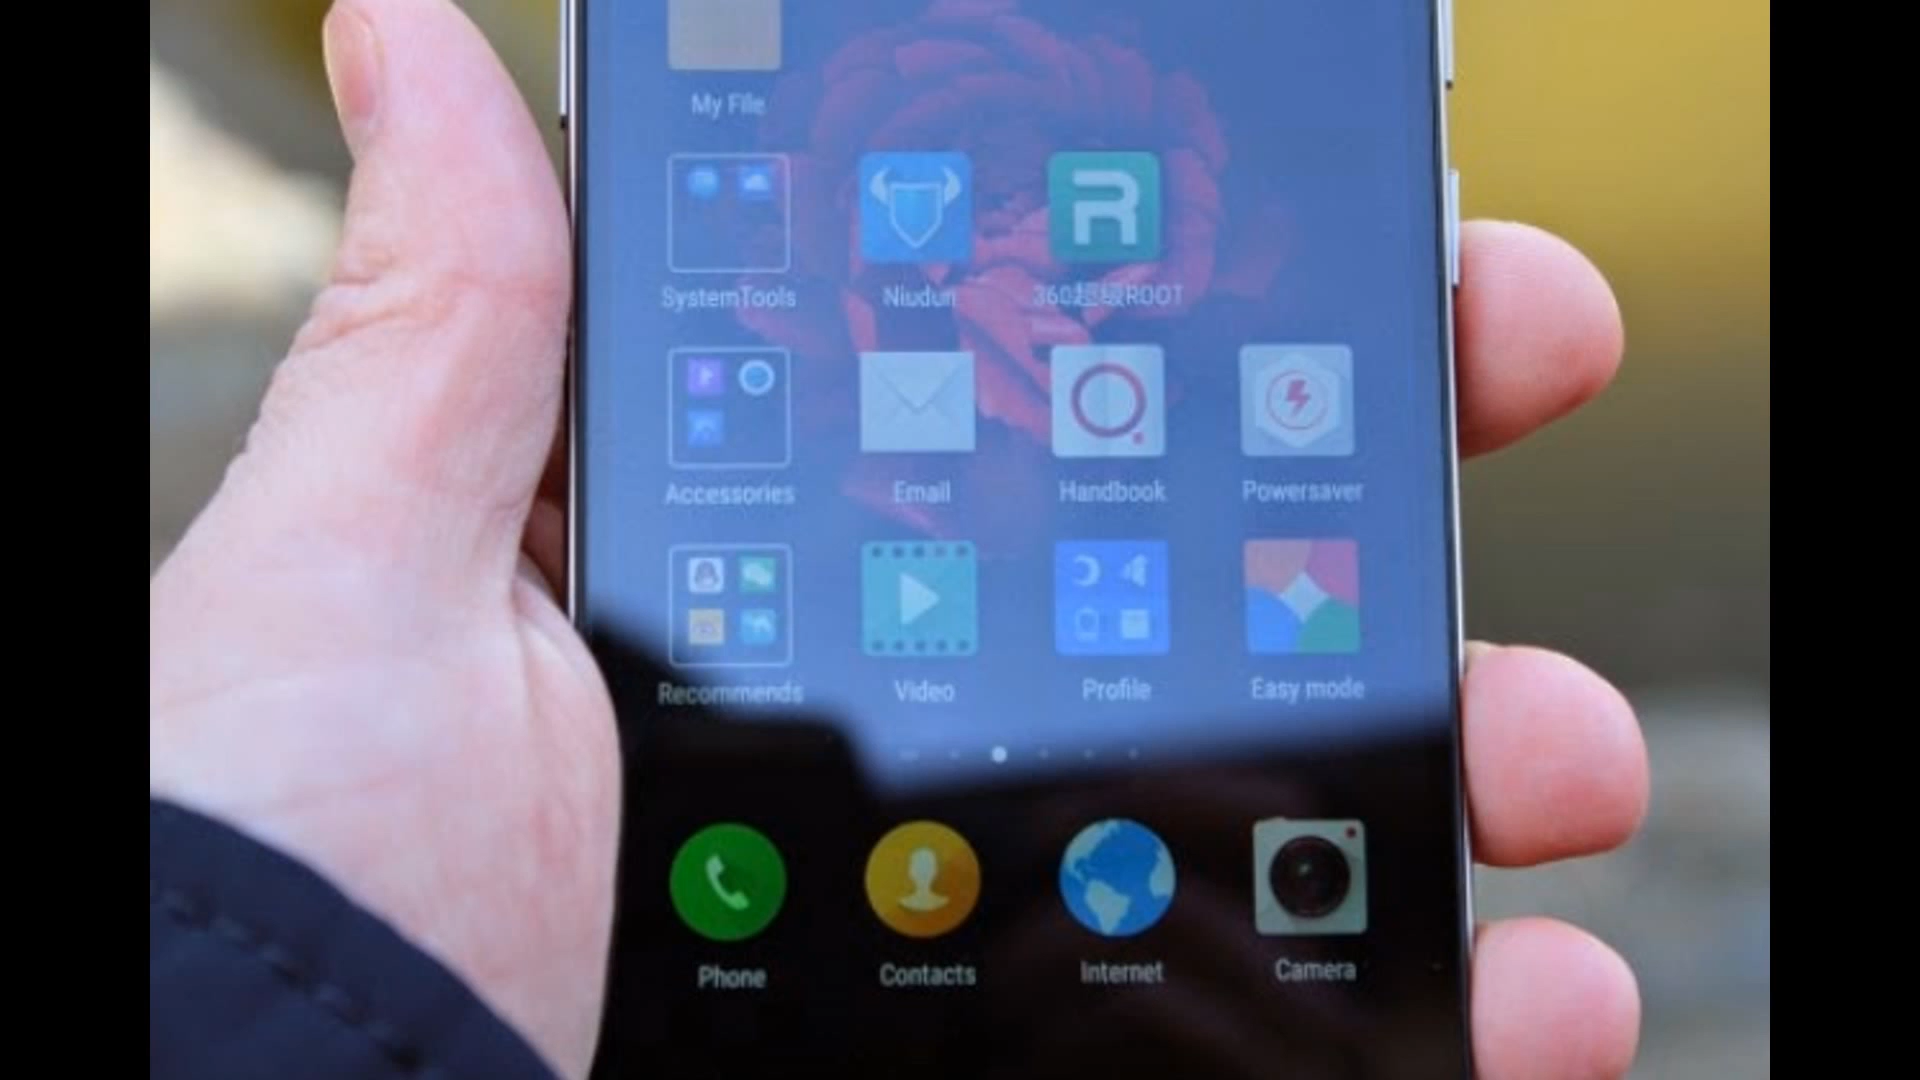 My File
SystemTools Niudun 360超级ROOT
Accessories Email Handbook Powersaver
Recommends Video Profile Easy mode
Phone Contacts Internet Camera